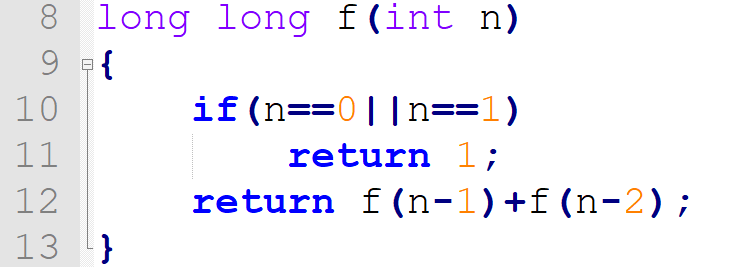 8 long long f(int n)
9 {
10 if(n==0||n==1)
11 return 1;
12 return f(n-1)+f(n-2);
13 }